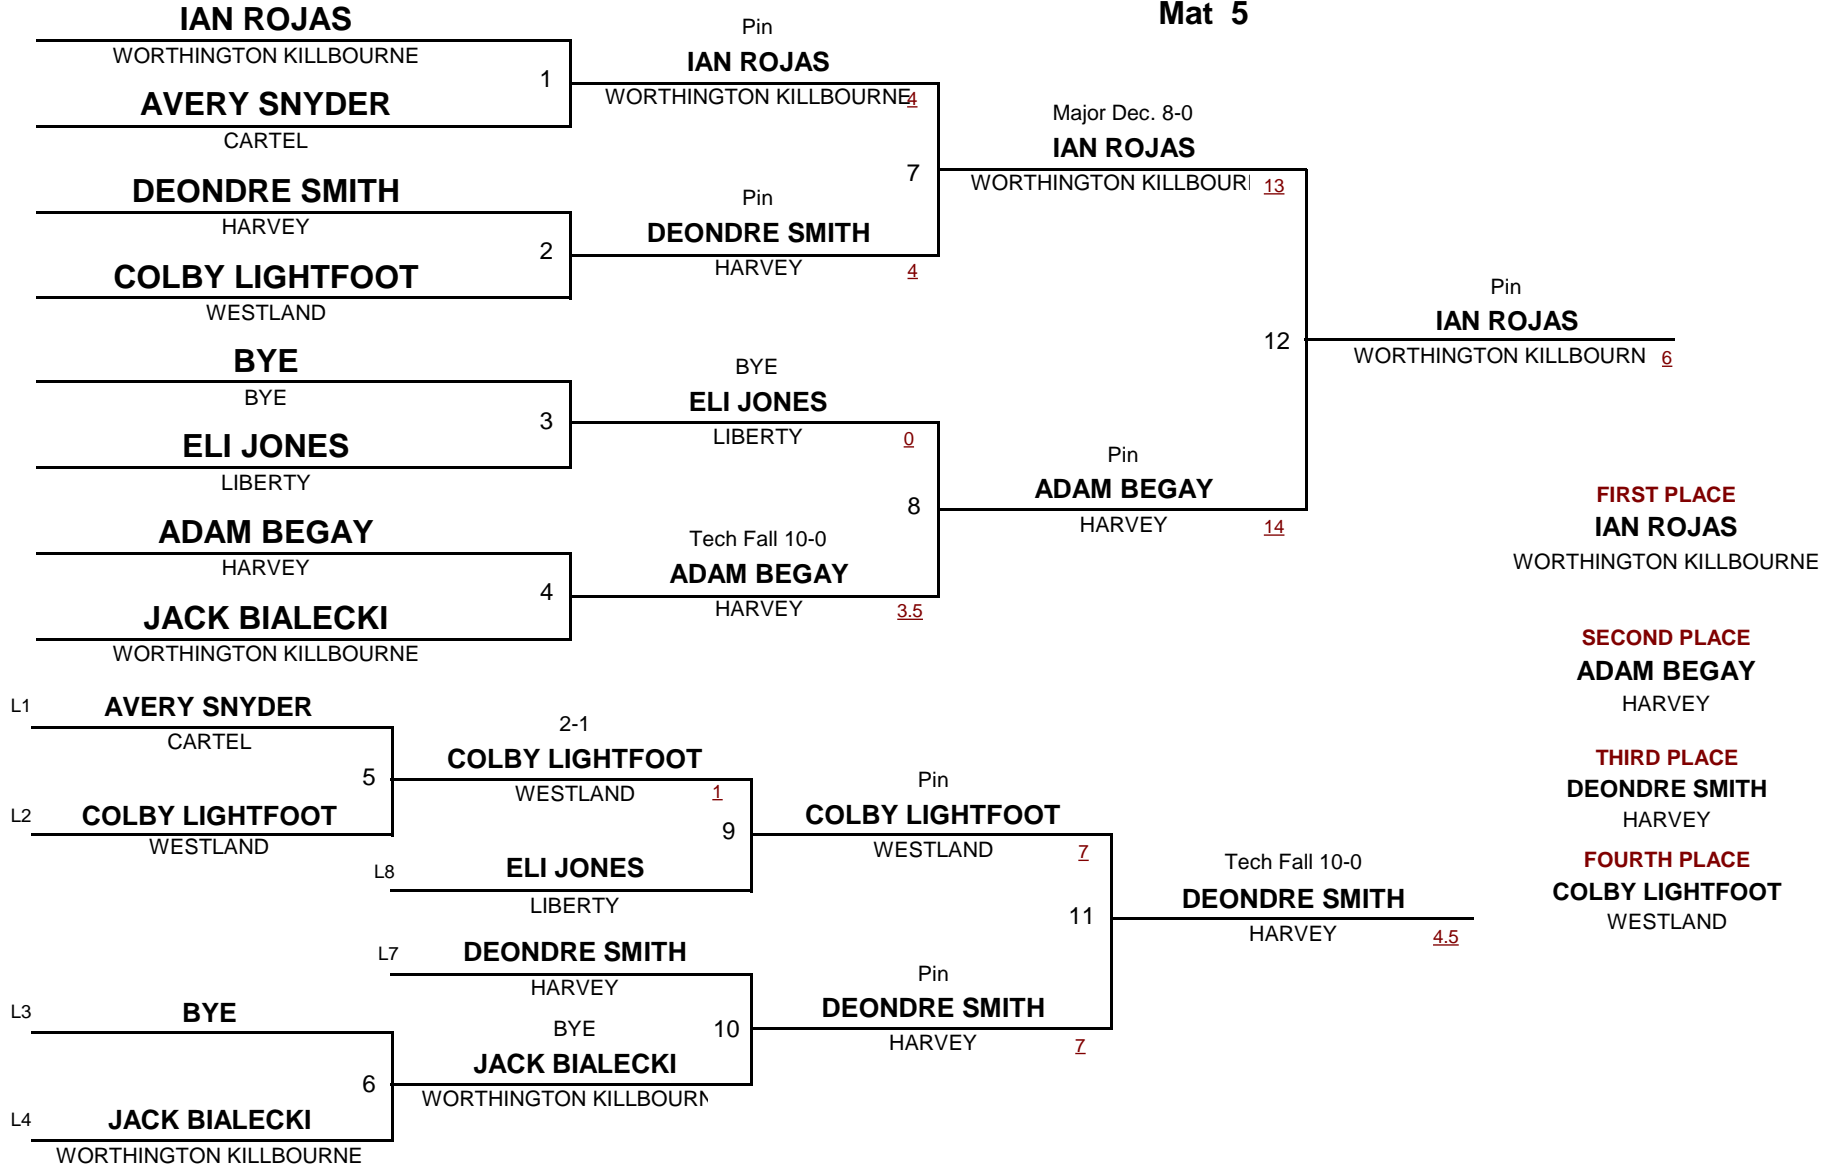 Mat 5
IAN ROJAS
WORTHINGTON KILLBOURNE
1
AVERY SNYDER
CARTEL
DEONDRE SMITH
HARVEY
2
COLBY LIGHTFOOT
WESTLAND
BYE
BYE
3
ELI JONES
LIBERTY
ADAM BEGAY
HARVEY
4
JACK BIALECKI
WORTHINGTON KILLBOURNE
Pin
IAN ROJAS
WORTHINGTON KILLBOURNE 4
7
Pin
DEONDRE SMITH
HARVEY 4
BYE
ELI JONES
LIBERTY 0
8
Tech Fall 10-0
ADAM BEGAY
HARVEY 3.5
Major Dec. 8-0
IAN ROJAS
WORTHINGTON KILLBOUR 13
12
Pin
ADAM BEGAY
HARVEY 14
Pin
IAN ROJAS
WORTHINGTON KILLBOURN 6
FIRST PLACE
IAN ROJAS
WORTHINGTON KILLBOURNE
SECOND PLACE
ADAM BEGAY
HARVEY
THIRD PLACE
DEONDRE SMITH
HARVEY
FOURTH PLACE
COLBY LIGHTFOOT
WESTLAND
L1 AVERY SNYDER
CARTEL
5
L2 COLBY LIGHTFOOT
WESTLAND
L3 BYE
6
L4 JACK BIALECKI
WORTHINGTON KILLBOURNE
2-1
COLBY LIGHTFOOT
WESTLAND 1
9
L8 ELI JONES
LIBERTY
L7 DEONDRE SMITH
HARVEY
BYE 10
JACK BIALECKI
WORTHINGTON KILLBOURN
Pin
COLBY LIGHTFOOT
WESTLAND 7
11
Pin
DEONDRE SMITH
HARVEY 7
Tech Fall 10-0
DEONDRE SMITH
HARVEY 4.5